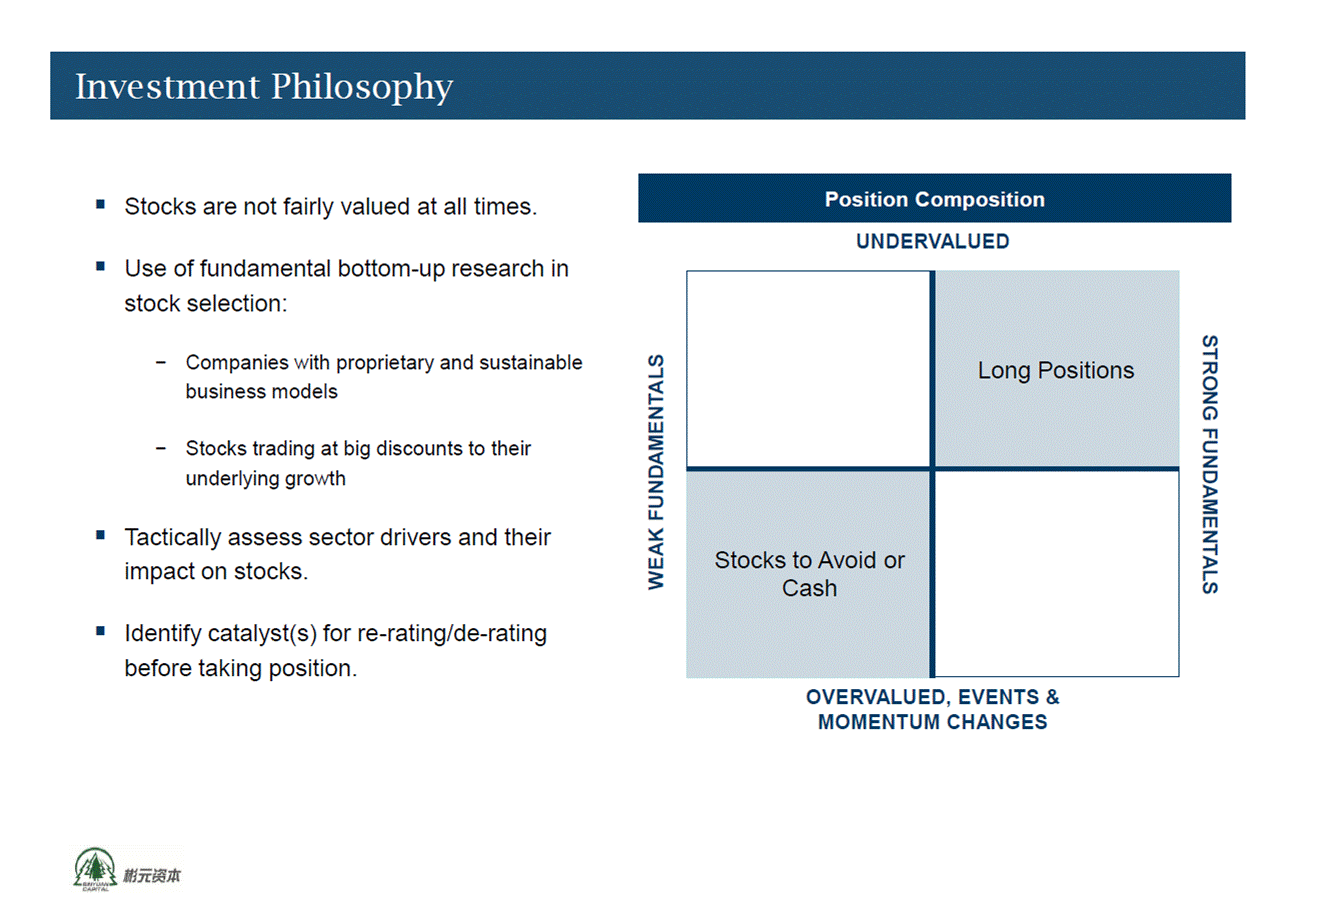 Investment Philosophy
Stocks are not fairly valued at all times.
Use of fundamental bottom-up research in
stock selection:
Companies with proprietary and sustainable
business models
Stocks trading at big discounts to their
underlying growth
Tactically assess sector drivers and their
impact on stocks.
Identify catalyst(s) for re-rating/de-rating
before taking position.
Position Composition
UNDERVALUED
WEAK FUNDAMENTALS
Long Positions
STRONG FUNDAMENTALS
Stocks to Avoid or
Cash
OVERVALUED, EVENTS &
MOMENTUM CHANGES
BINYUAN
CAPITAL
彬元资本